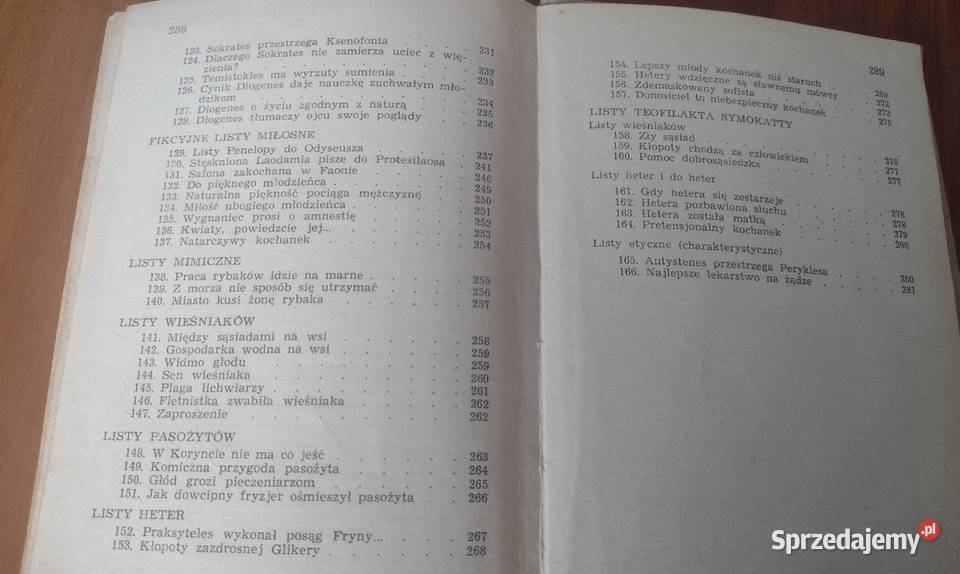 288
123. Sokrates przestrzega Ksenofonta . . . . 231
124. Dlaczego Sokrates nie zamierza uciec z wię-
zienia? . . . . . . . . . . 232
125. Temistokles ma wyrzuty sumienia . . . . 233
126. Cynik Diogenes daje nauczkę zuchwałym mło-
dzikom . . . . . . . . . . 234
127. Diogenes o życiu zgodnym z naturą . . . 235
128. Diogenes tłumaczy ojcu swoje poglądy . . 236
FIKCYJNE LISTY MIŁOSNE
129. Listy Penelopy do Odyseusza . . . . 237
130. Stęskniona Laodamia pisze do Protesilaosa . 241
131. Safona zakochana w Faonie . . . . 246
132. Do pięknego młodzieńca . . . . . 249
133. Naturalna piękność pociąga mężczyznę . . 250
134. Miłość ubogiego młodzieńca . . . . 251
135. Wygnaniec prosi o amnestię . . . . 252
136. Kwiaty, powiedzcie jej... . . . . . 253
137. Natarczywy kochanek . . . . . . 254
LISTY MIMICZNE
138. Praca rybaków idzie na marne . . . . 255
139. Z morza nie sposób się utrzymać . . . 256
140. Miasto kusi żonę rybaka . . . . . 257
LISTY WIEŚNIAKÓW
141. Między sąsiadami na wsi . . . . . 258
142. Gospodarka wodna na wsi . . . . . 259
143. Widmo głodu . . . . . . . . 259
144. Sen wieśniaka . . . . . . . . 260
145. Plaga lichwiarzy . . . . . . . 261
146. Fletnistka zwabiła wieśniaka . . . . 262
147. Zaproszenie . . . . . . . . 262
LISTY PASOŻYTÓW
148. W Koryncie nie ma co jeść . . . . . 263
149. Komiczna przygoda pasożyta . . . . 264
150. Głód grozi pieczeniarzom . . . . . 265
151. Jak dowcipny fryzjer ośmieszył pasożyta . . 266
LISTY HETER
152. Praksyteles wykonał posąg Fryny... . . . 267
153. Kłopoty zazdrosnej Glikery . . . . . 268
289
154. Lepszy młody kochanek niż staruch . . . 269
155. Hetery wdzięczne są sławnemu mówcy . . 272
156. Zdemaskowany sofista . . . . . . 273
157. Donosiciel to niebezpieczny kochanek . . 275
LISTY TEOFILAKTA SYMOKATTY
Listy wieśniaków
158. Zły sąsiad . . . . . . . . 276
159. Kłopoty chodzą za człowiekiem . . . . 277
160. Pomoc dobrosąsiedzka . . . . . . 277
Listy heter i do heter
161. Gdy hetera się zestarzeje . . . . . 278
162. Hetera pozbawiona słuchu . . . . . 278
163. Hetera została matką . . . . . . 279
164. Pretensjonalny kochanek . . . . . 280
Listy etyczne (charakterystyczne)
165. Antystenes przestrzega Peryklesa . . . . 280
166. Najlepsze lekarstwo na żądze . . . . . 281
Sprzedajemy .pl